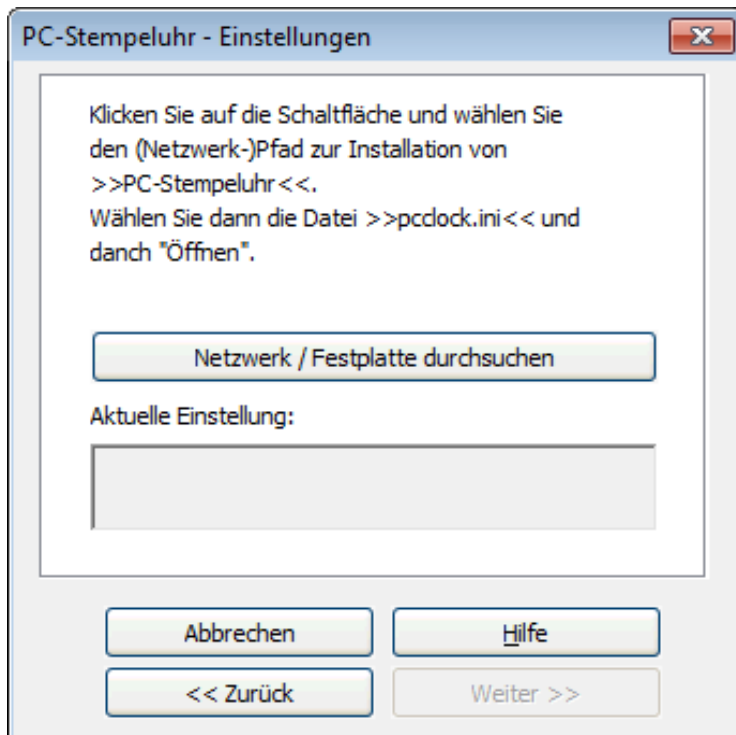 PC-Stempeluhr - Einstellungen
Klicken Sie auf die Schaltfläche und wählen Sie
den (Netzwerk-)Pfad zur Installation von
>>PC-Stempeluhr<<.
Wählen Sie dann die Datei >>pcclock.ini<< und
danch "Öffnen".
Netzwerk / Festplatte durchsuchen
Aktuelle Einstellung:
Abbrechen
Hilfe
<< Zurück
Weiter >>